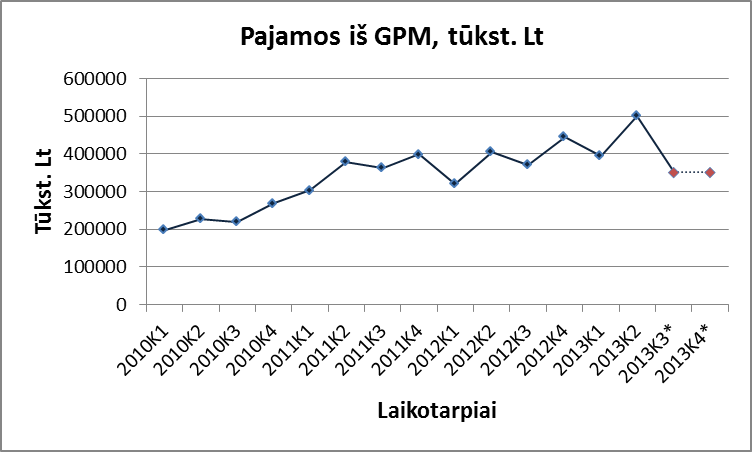 Pajamos iš GPM, tūkst. Lt
Tūkst. Lt
600000
500000
400000
300000
200000
100000
0
2010K1
2010K2
2010K3
2010K4
2011K1
2011K2
2011K3
2011K4
2012K1
2012K2
2012K3
2012K4
2013K1
2013K2
2013K3*
2013K4*
Laikotarpiai